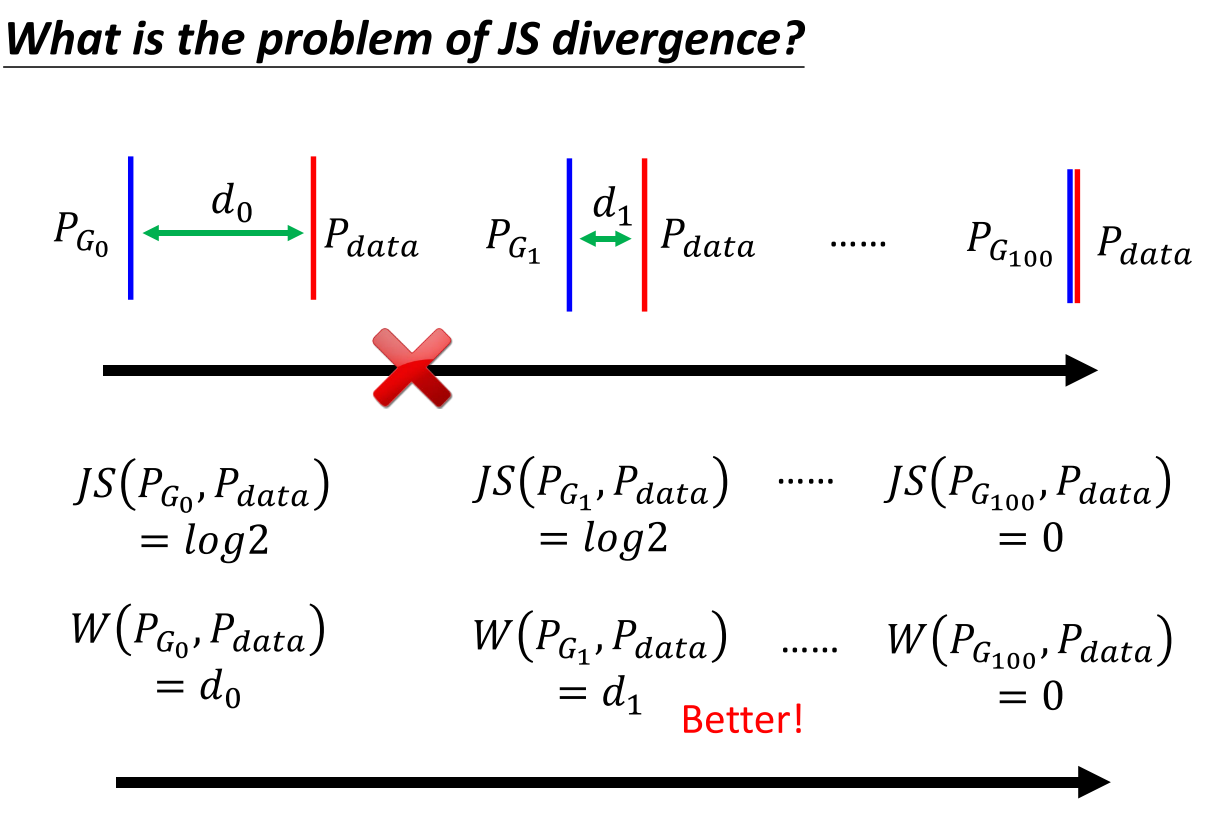 What is the problem of JS divergence?
P_{G_0} d_0 P_{data} P_{G_1} d_1 P_{data} …… P_{G_{100}} P_{data}
JS(P_{G_0}, P_{data}) JS(P_{G_1}, P_{data}) …… JS(P_{G_{100}}, P_{data})
= log2 = log2 = 0
W(P_{G_0}, P_{data}) W(P_{G_1}, P_{data}) …… W(P_{G_{100}}, P_{data})
= d_0 = d_1 = 0
Better!